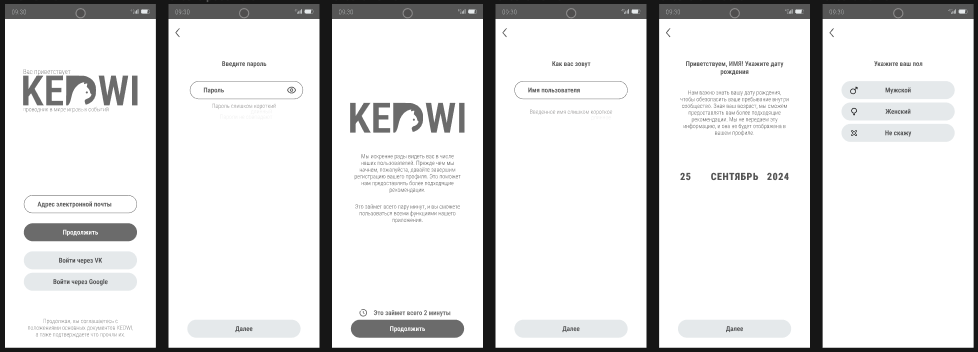 09:30
Вас приветствует
KEDWI
проводник в мире игровых событий
Адрес электронной почты
Продолжить
Войти через VK
Войти через Google
Продолжая, вы соглашаетесь с
положениями основных документов KEDWI,
а также подтверждаете что прочли их.
09:30
Введите пароль
Пароль
Пароль слишком короткий
Далее
09:30
KEDWI
Мы искренне рады видеть вас в числе
наших пользователей. Прежде чем мы
начнем, пожалуйста, давайте завершим
регистрацию вашего профиля. Это поможет
нам предоставлять более подходящие
рекомендации.
Это займет всего пару минут, и вы сможете
пользоваться всеми функциями нашего
приложения.
Это займет всего 2 минуты
Продолжить
09:30
Как вас зовут
Имя пользователя
Введенное имя слишком короткое
Далее
09:30
Приветствуем, ИМЯ! Укажите дату
рождения
Нам важно знать вашу дату рождения,
чтобы обезопасить ваше пребывание внутри
сообщества. Зная ваш возраст, мы сможем
предоставлять вам более подходящие
рекомендации. Мы не передаем эту
информацию, и она не будет отображена в
вашем профиле
25 СЕНТЯБРЬ 2024
Далее
09:30
Укажите ваш пол
Мужской
Женский
Не скажу